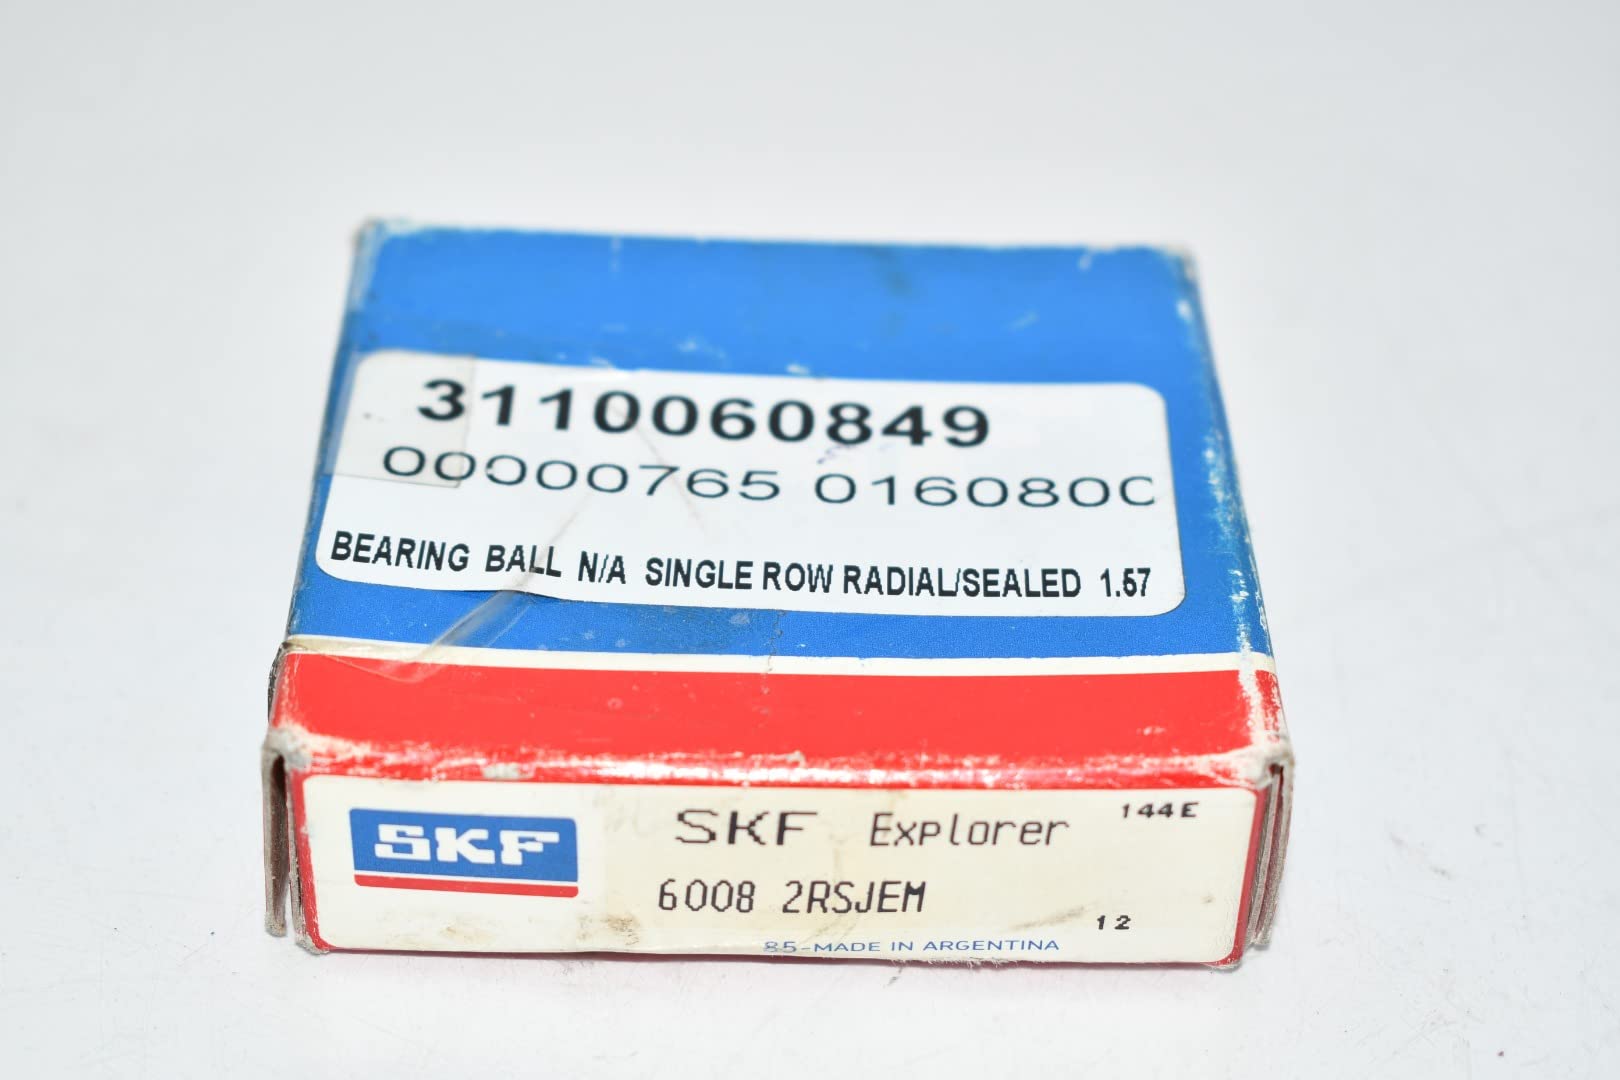 3110060849
00000765 0160800
BEARING BALL N/A SINGLE ROW RADIAL/SEALED 1.57
SKF
SKF Explorer 144E
6008 2RSJEM
12
85-MADE IN ARGENTINA